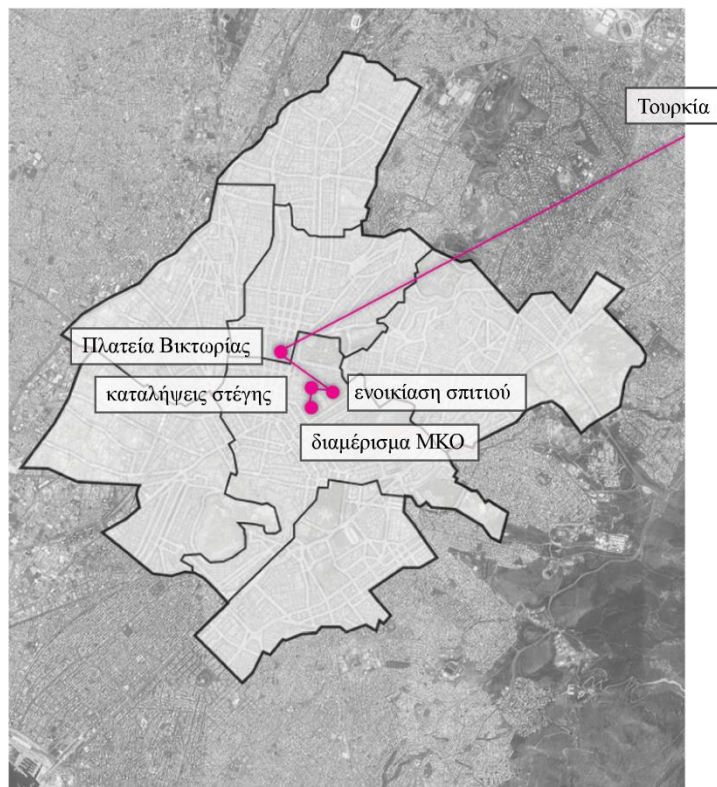 Τουρκία
Πλατεία Βικτωρίας
καταλήψεις στέγης
ενοικίαση σπιτιού
διαμέρισμα ΜΚΟ